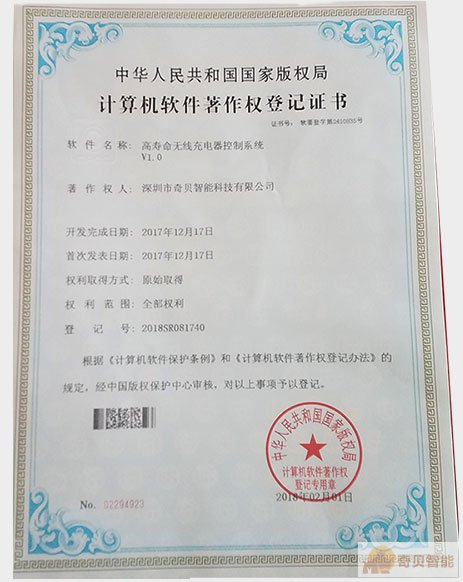 中华人民共和国国家版权局
计算机软件著作权登记证书
证书号： 软著登字第2410835号
软件名称： 高寿命无线充电器控制系统
V1.0
著作权人： 深圳市奇贝智能科技有限公司
开发完成日期： 2017年12月17日
首次发表日期： 2017年12月17日
权利取得方式： 原始取得
权利范围： 全部权利
登记号： 2018SR081740
根据《计算机软件保护条例》和《计算机软件著作权登记办法》的
规定，经中国版权保护中心审核，对以上事项予以登记。
中华人民共和国国家版权局
计算机软件著作权
登记专用章
2018年02月01日
No. 02294923
奇贝智能